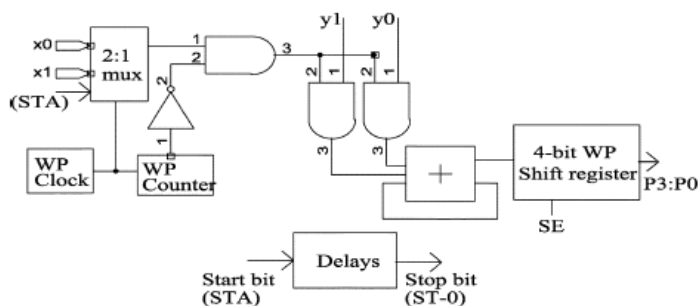 y1
y0
x0
x1
2:1
mux
(STA)
1
2
3
2
1
2
1
2
1
3
3
WP
Clock
WP
Counter
+
4-bit WP
Shift register
P3:P0
SE
Delays
Start bit
(STA)
Stop bit
(ST-0)